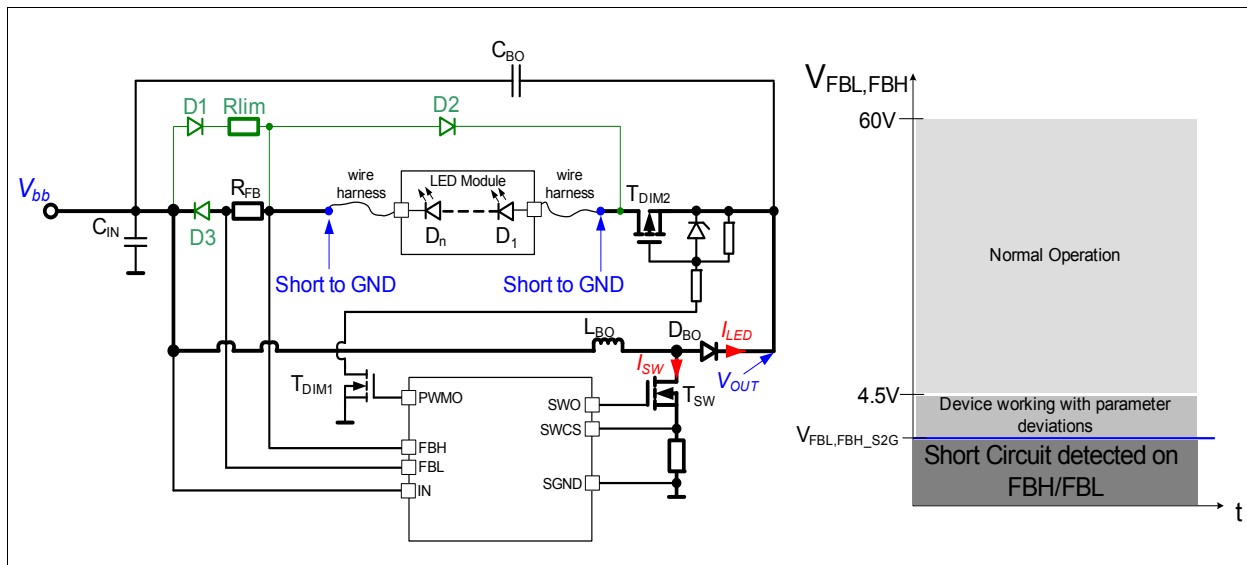 C_BO
D1 Rlim D2
V_bb
R_FB
wire
harness
LED Module
wire
harness
T_DIM2
C_IN
D3
D_n D_1
Short to GND
Short to GND
L_BO
D_BO
I_LED
I_SW
V_OUT
T_DIM1
T_SW
PWMO
SWO
SWCS
FBH
FBL
IN
SGND
V_FBL,FBH
60V
Normal Operation
4.5V
Device working with parameter
deviations
V_FBL,FBH_S2G
Short Circuit detected on
FBH/FBL
t